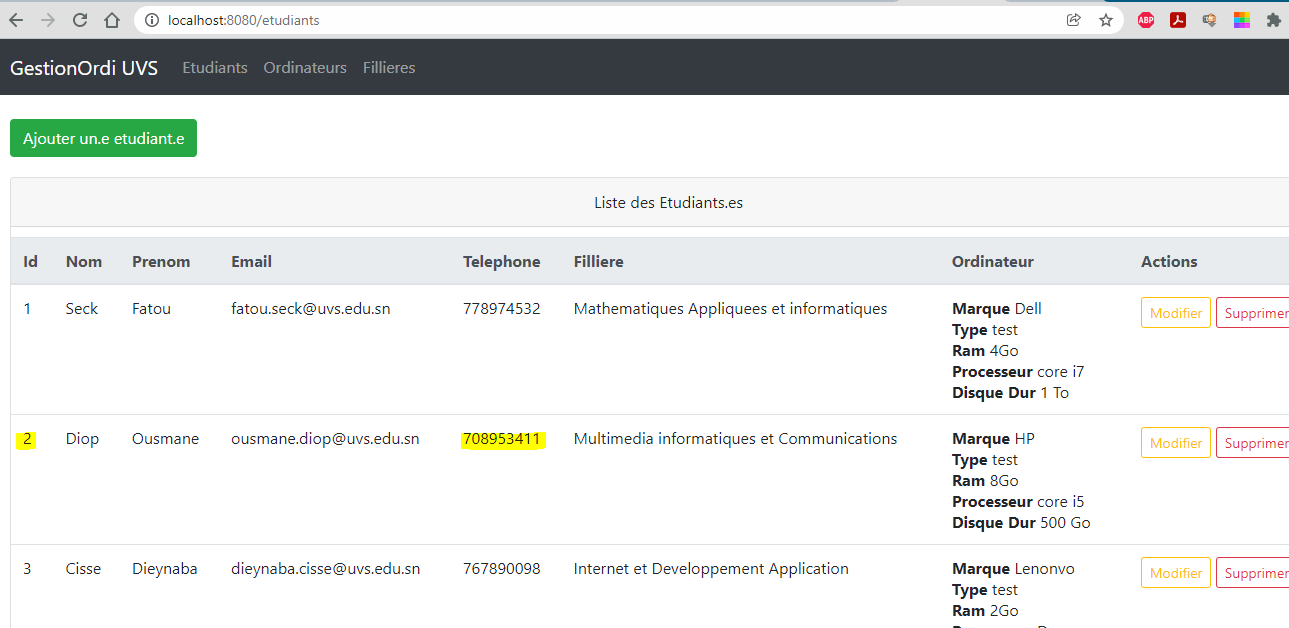 localhost:8080/etudiants
ABP
GestionOrdi UVS Etudiants Ordinateurs Fillieres
Ajouter un.e etudiant.e
Liste des Etudiants.es
Id Nom Prenom Email Telephone Filliere Ordinateur Actions
1 Seck Fatou fatou.seck@uvs.edu.sn 778974532 Mathematiques Appliquees et informatiques Marque Dell Modifier Supprimer
Type test
Ram 4Go
Processeur core i7
Disque Dur 1 To
2 Diop Ousmane ousmane.diop@uvs.edu.sn 708953411 Multimedia informatiques et Communications Marque HP Modifier Supprimer
Type test
Ram 8Go
Processeur core i5
Disque Dur 500 Go
3 Cisse Dieynaba dieynaba.cisse@uvs.edu.sn 767890098 Internet et Developpement Application Marque Lenonvo Modifier Supprimer
Type test
Ram 2Go